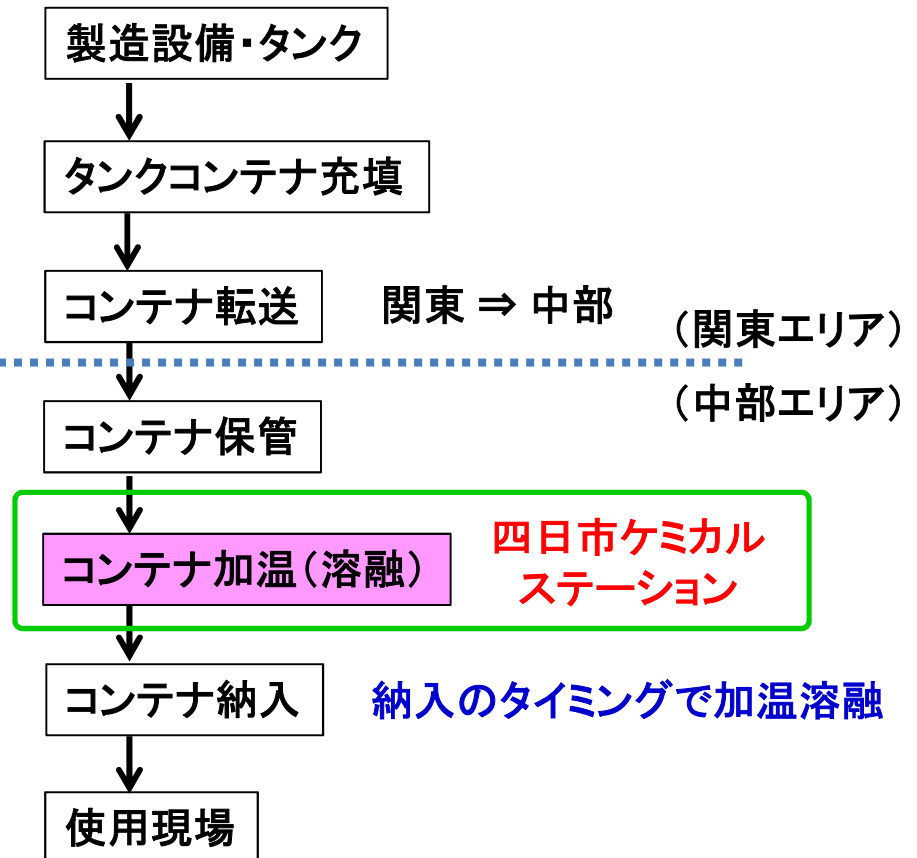 製造設備・タンク
タンクコンテナ充填
コンテナ転送
関東 ⇒ 中部
（関東エリア）
（中部エリア）
コンテナ保管
コンテナ加温（溶融）
四日市ケミカル
ステーション
コンテナ納入
納入のタイミングで加温溶融
使用現場